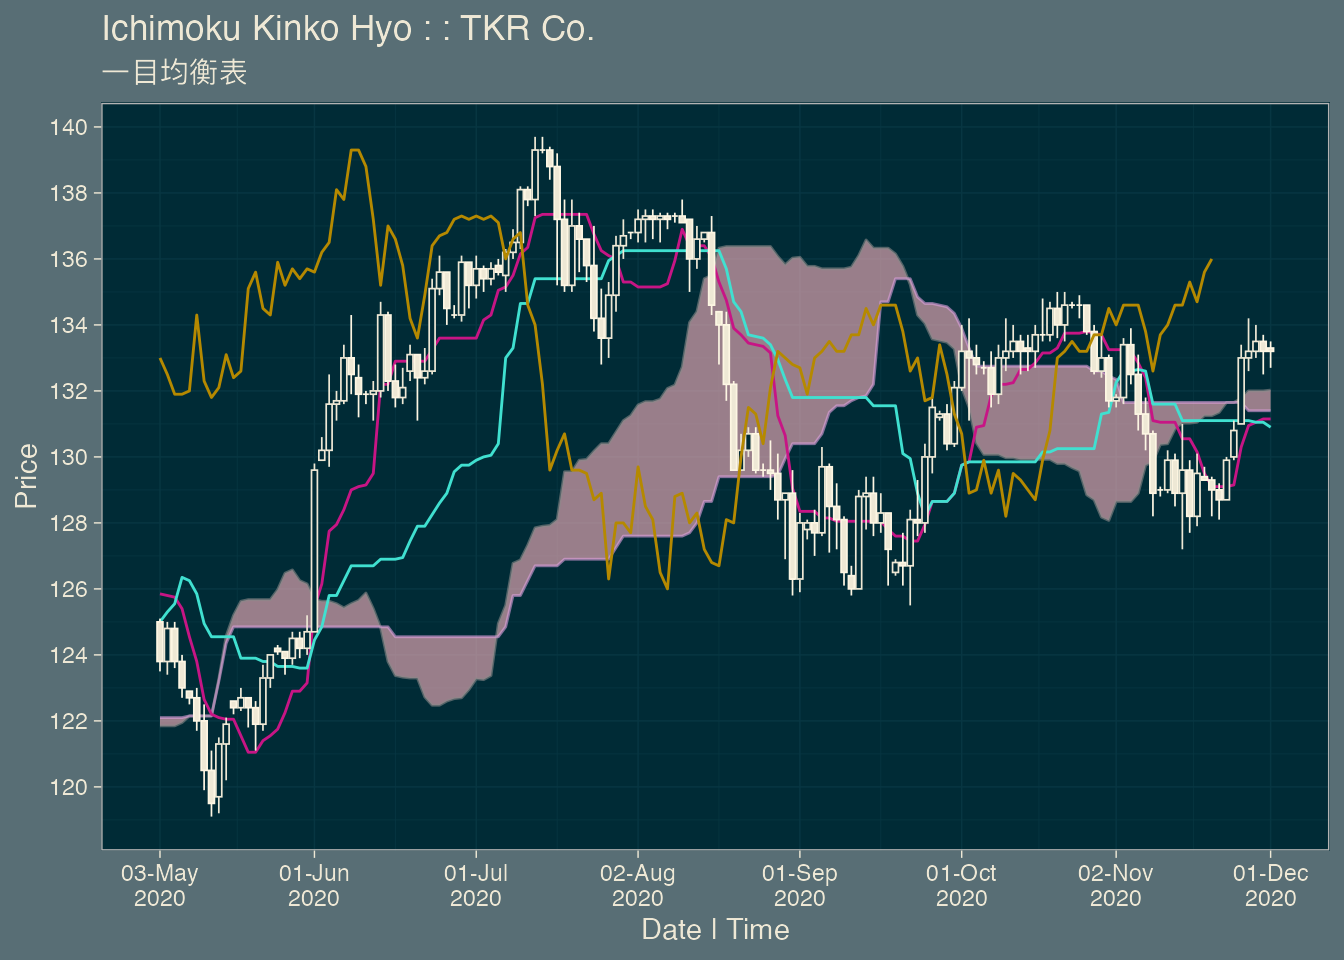 Ichimoku Kinko Hyo : : TKR Co.
一目均衡表
140
138
136
134
132
130
128
126
124
122
120
Price
03-May 2020
01-Jun 2020
01-Jul 2020
02-Aug 2020
01-Sep 2020
01-Oct 2020
02-Nov 2020
01-Dec 2020
Date | Time